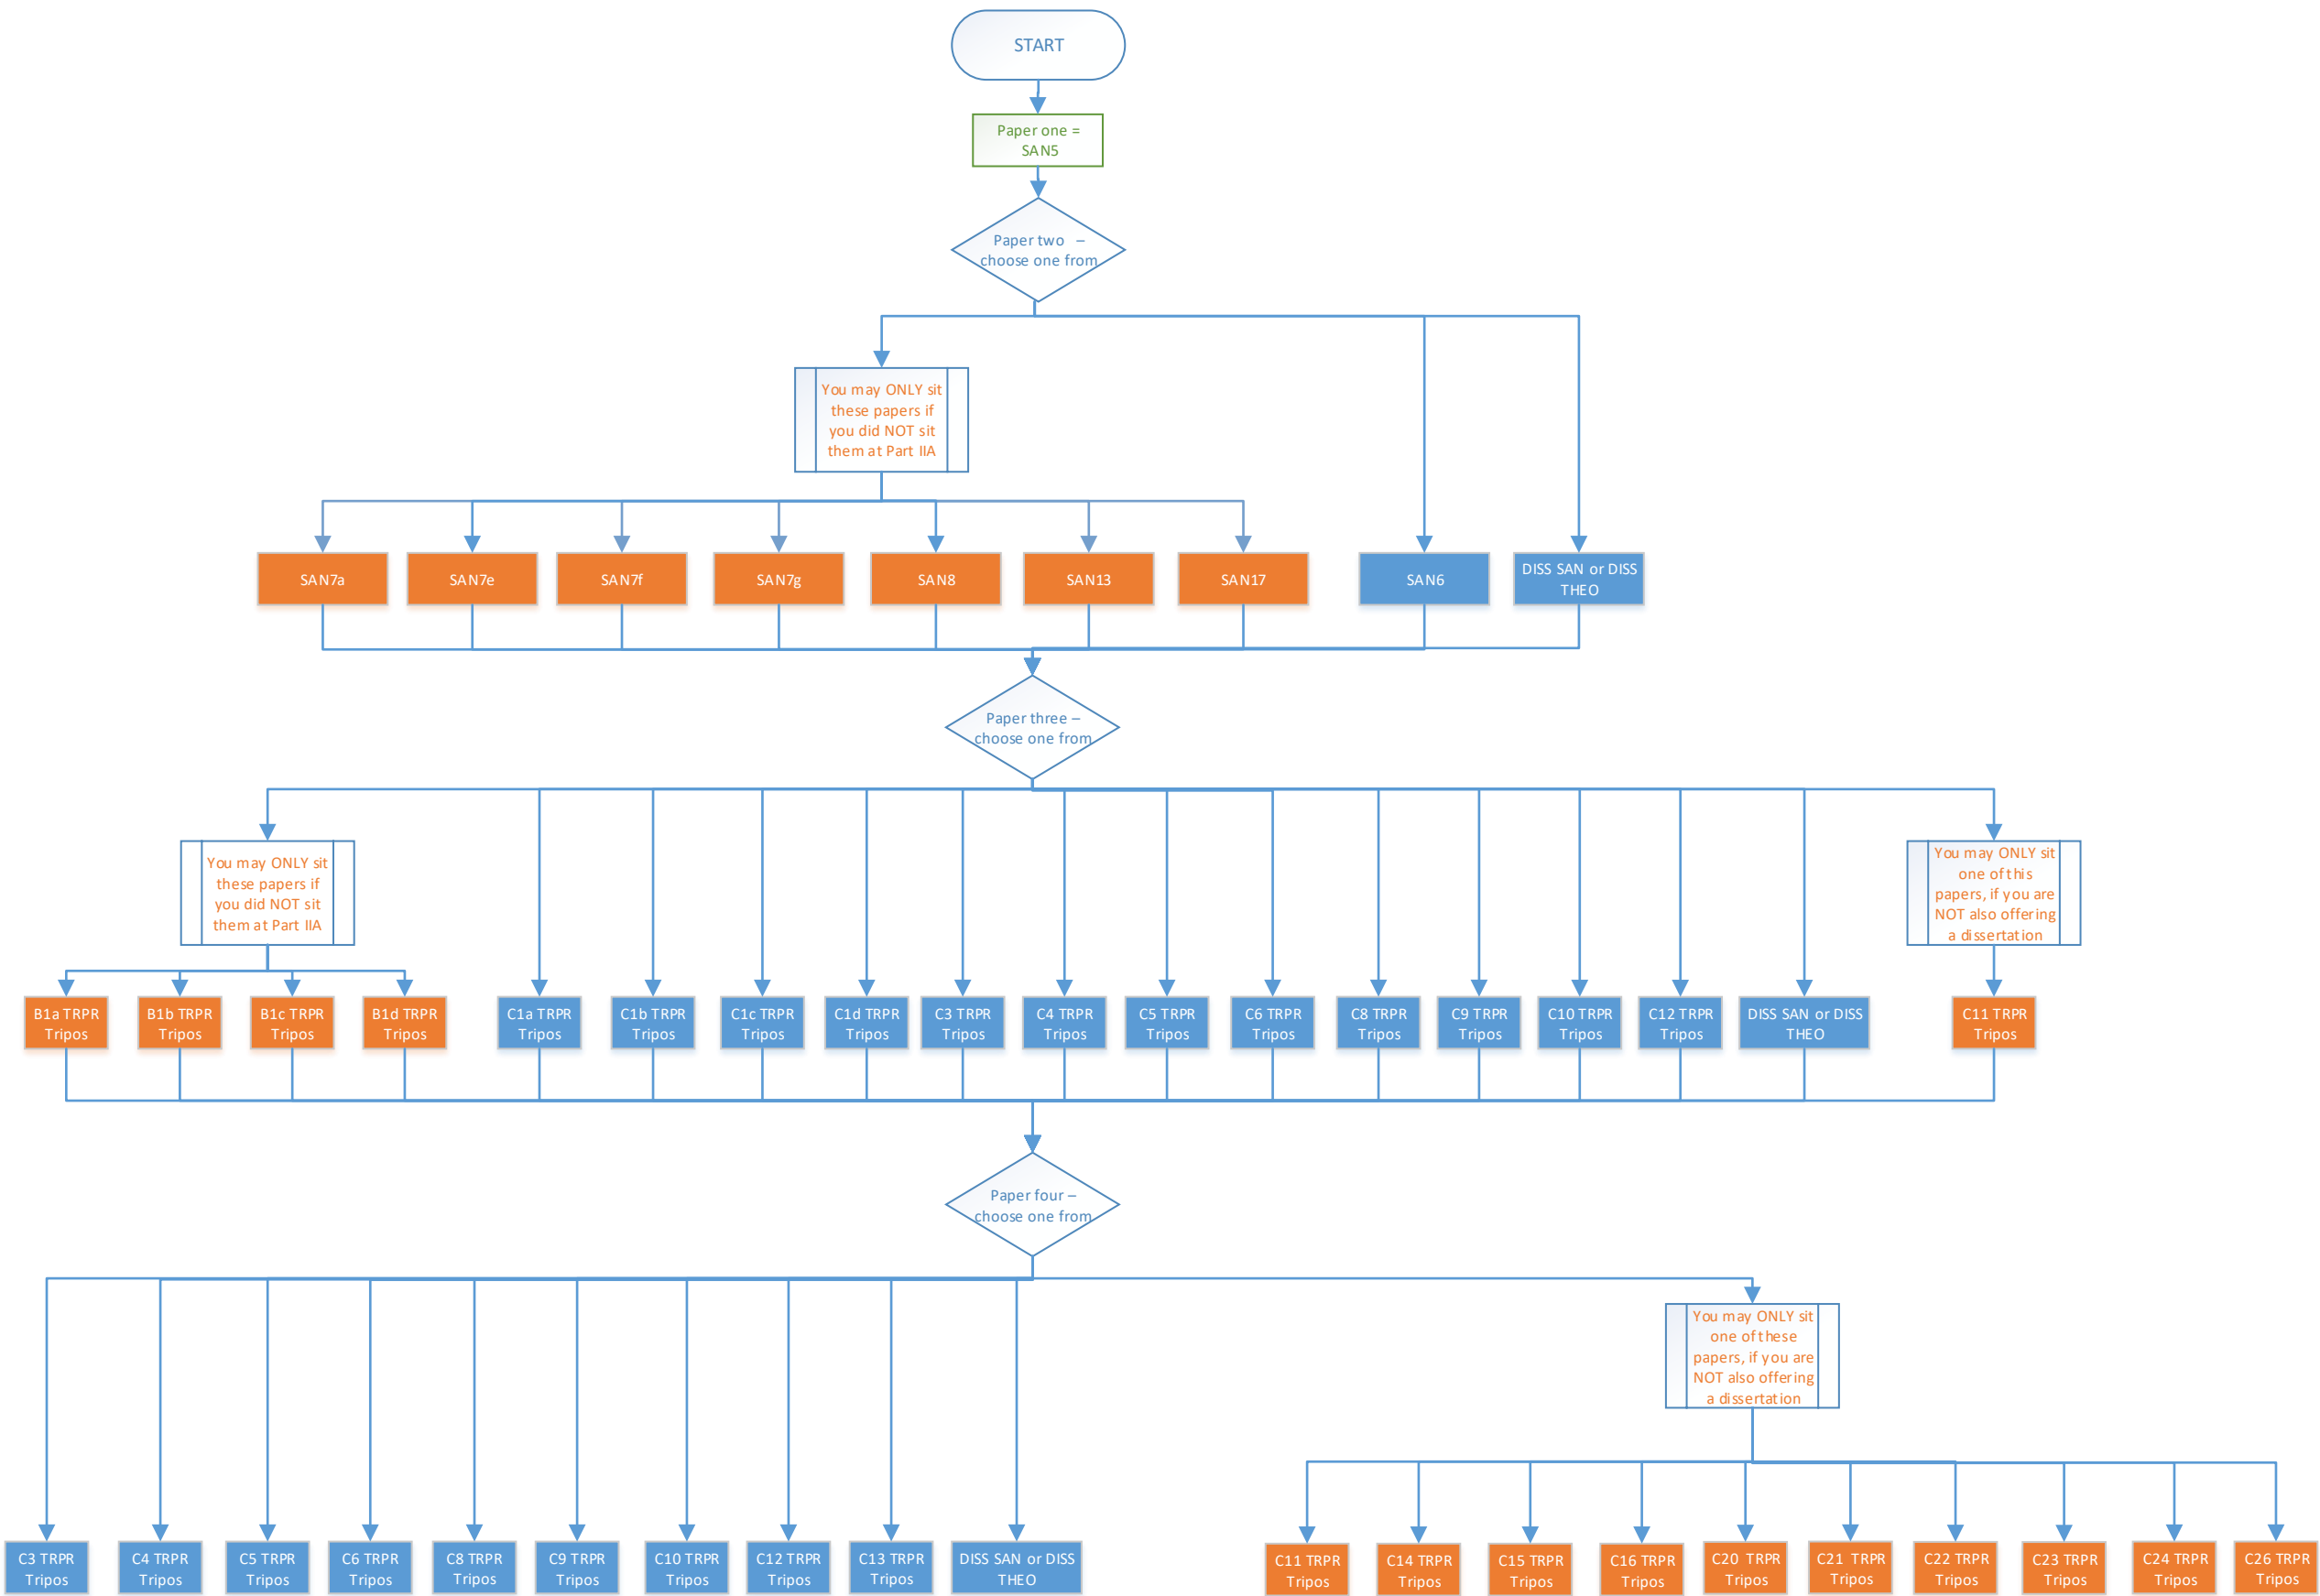 START
Paper one =
SAN5
Paper two –
choose one from
You may ONLY sit
these papers if
you did NOT sit
them at Part IIA
SAN7a
SAN7e
SAN7f
SAN7g
SAN8
SAN13
SAN17
SAN6
DISS SAN or DISS
THEO
Paper three –
choose one from
You may ONLY sit
these papers if
you did NOT sit
them at Part IIA
You may ONLY sit
one of this
papers, if you are
NOT also offering
a dissertation
B1a TRPR
Tripos
B1b TRPR
Tripos
B1c TRPR
Tripos
B1d TRPR
Tripos
C1a TRPR
Tripos
C1b TRPR
Tripos
C1c TRPR
Tripos
C1d TRPR
Tripos
C3 TRPR
Tripos
C4 TRPR
Tripos
C5 TRPR
Tripos
C6 TRPR
Tripos
C8 TRPR
Tripos
C9 TRPR
Tripos
C10 TRPR
Tripos
C12 TRPR
Tripos
DISS SAN or DISS
THEO
C11 TRPR
Tripos
Paper four –
choose one from
You may ONLY sit
one of these
papers, if you are
NOT also offering
a dissertation
C3 TRPR
Tripos
C4 TRPR
Tripos
C5 TRPR
Tripos
C6 TRPR
Tripos
C8 TRPR
Tripos
C9 TRPR
Tripos
C10 TRPR
Tripos
C12 TRPR
Tripos
C13 TRPR
Tripos
DISS SAN or DISS
THEO
C11 TRPR
Tripos
C14 TRPR
Tripos
C15 TRPR
Tripos
C16 TRPR
Tripos
C20 TRPR
Tripos
C21 TRPR
Tripos
C22 TRPR
Tripos
C23 TRPR
Tripos
C24 TRPR
Tripos
C26 TRPR
Tripos